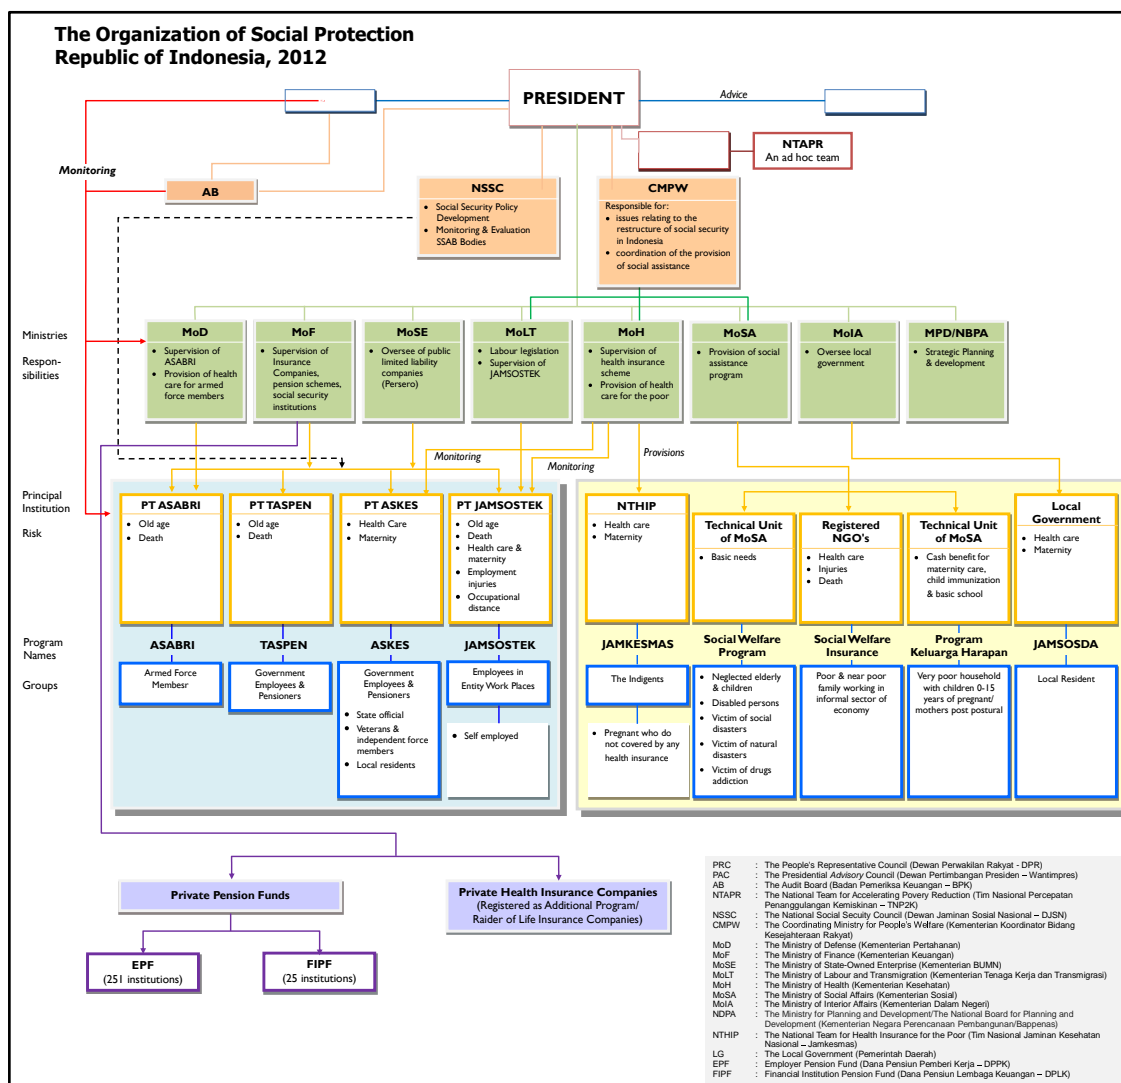 The Organization of Social Protection
Republic of Indonesia, 2012
PRESIDENT
Advice
NTAPR
An ad hoc team
Monitoring
AB
NSSC
• Social Security Policy
Development
• Monitoring & Evaluation
SSAB Bodies
CMPW
Responsible for:
• issues relating to the
restructure of social security
in Indonesia
• coordination of the provision
of social assistance
Ministries
Respon-
sibilities
MoD
• Supervision of
ASABRI
• Provision of health
care for armed
force members
MoF
• Supervision of
Insurance
Companies,
pension schemes,
social security
institutions
MoSE
• Oversee of public
limited liability
companies
(Persero)
MoLT
• Labour legislation
• Supervision of
JAMSOSTEK
MoH
• Supervision of
health insurance
scheme
• Provision of health
care for the poor
MoSA
• Provision of social
assistance
program
MoIA
• Oversee local
government
MPD/NBPA
• Strategic Planning
& development
Monitoring
Monitoring
Provisions
Principal
Institution
Risk
PT ASABRI
• Old age
• Death
PT TASPEN
• Old age
• Death
PT ASKES
• Health Care
• Maternity
PT JAMSOSTEK
• Old age
• Death
• Health care &
maternity
• Employment
injuries
• Occupational
distance
NTHIP
• Health care
• Maternity
Technical Unit
of MoSA
• Basic needs
Registered
NGO's
• Health care
• Injuries
• Death
Technical Unit
of MoSA
• Cash benefit for
maternity care,
child immunization
& basic school
Local
Government
• Health care
• Maternity
Program
Names
Groups
ASABRI
Armed Force
Membesr
TASPEN
Government
Employees &
Pensioners
ASKES
Government
Employees &
Pensioners
• State official
• Veterans &
independent force
members
• Local residents
JAMSOSTEK
Employees in
Entity Work Places
• Self employed
JAMKESMAS
The Indigents
• Pregnant who do
not covered by any
health insurance
Social Welfare
Program
• Neglected elderly
& children
• Disabled persons
• Victim of social
disasters
• Victim of natural
disasters
• Victim of drugs
addiction
Social Welfare
Insurance
Poor & near poor
family working in
informal sector of
economy
Program
Keluarga Harapan
Very poor household
with children 0-15
years of pregnant/
mothers post postural
JAMSOSDA
Local Resident
Private Pension Funds
Private Health Insurance Companies
(Registered as Additional Program/
Raider of Life Insurance Companies)
EPF
(251 institutions)
FIPF
(25 institutions)
PRC : The People's Representative Council (Dewan Perwakilan Rakyat - DPR)
PAC : The Presidential Advisory Council (Dewan Pertimbangan Presiden – Wantimpres)
AB : The Audit Board (Badan Pemeriksa Keuangan – BPK)
NTAPR : The National Team for Accelerating Povery Reduction (Tim Nasional Percepatan
Penanggulangan Kemiskinan – TNP2K)
NSSC : The National Social Secuity Council (Dewan Jaminan Sosial Nasional – DJSN)
CMPW : The Coordinating Ministry for People's Welfare (Kementerian Koordinator Bidang
Kesejahteraan Rakyat)
MoD : The Ministry of Defense (Kementerian Pertahanan)
MoF : The Ministry of Finance (Kementerian Keuangan)
MoSE : The Ministry of State-Owned Enterprise (Kementerian BUMN)
MoLT : The Ministry of Labour and Transmigration (Kementerian Tenaga Kerja dan Transmigrasi)
MoH : The Ministry of Health (Kementerian Kesehatan)
MoSA : The Ministry of Social Affairs (Kementerian Sosial)
MoIA : The Ministry of Interior Affairs (Kementerian Dalam Negeri)
NDPA : The Ministry for Planning and Development/The National Board for Planning and
Development (Kementerian Negara Perencanaan Pembangunan/Bappenas)
NTHIP : The National Team for Health Insurance for the Poor (Tim Nasional Jaminan Kesehatan
Nasional – Jamkesmas)
LG : The Local Government (Pemerintah Daerah)
EPF : Employer Pension Fund (Dana Pensiun Pemberi Kerja – DPPK)
FIPF : Financial Institution Pension Fund (Dana Pensiun Lembaga Keuangan – DPLK)